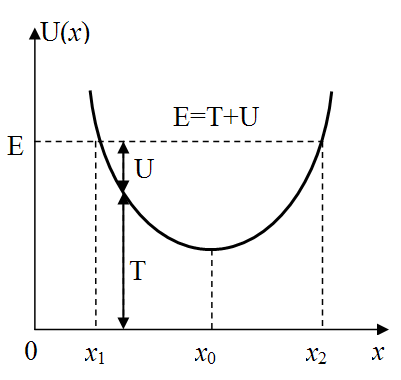 U(x)
E=T+U
E
U
T
0 x₁ x₀ x₂ x